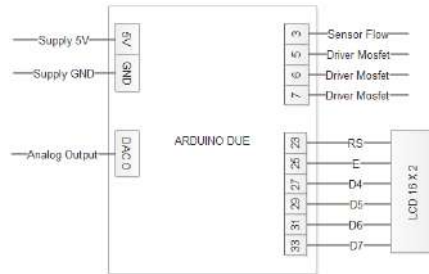 Supply 5V
5V
Supply GND
GND
Analog Output
DAC 0
ARDUINO DUE
3 Sensor Flow
5 Driver Mosfet
6 Driver Mosfet
7 Driver Mosfet
23 RS
25 E
27 D4
29 D5
31 D6
33 D7
LCD 16 X 2